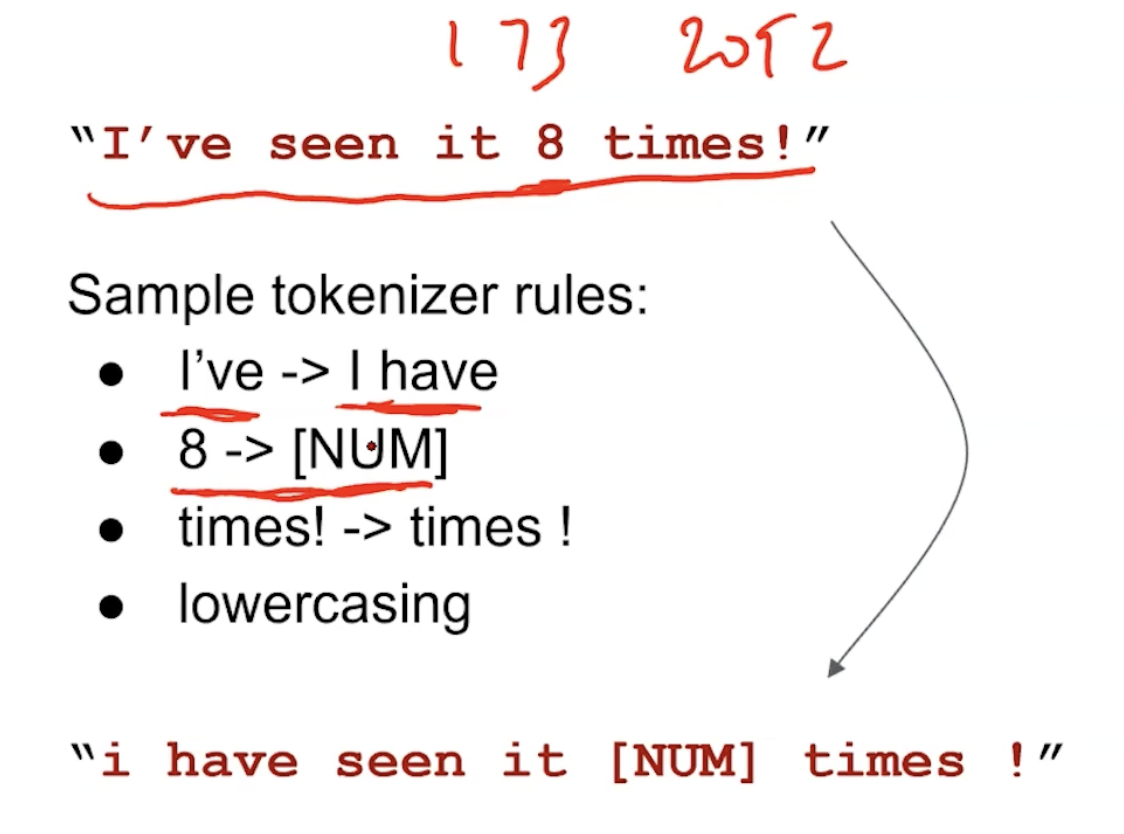 173 2052
“I’ve seen it 8 times!”
Sample tokenizer rules:
● I’ve -> I have
● 8 -> [NUM]
● times! -> times !
● lowercasing
“i have seen it [NUM] times !”